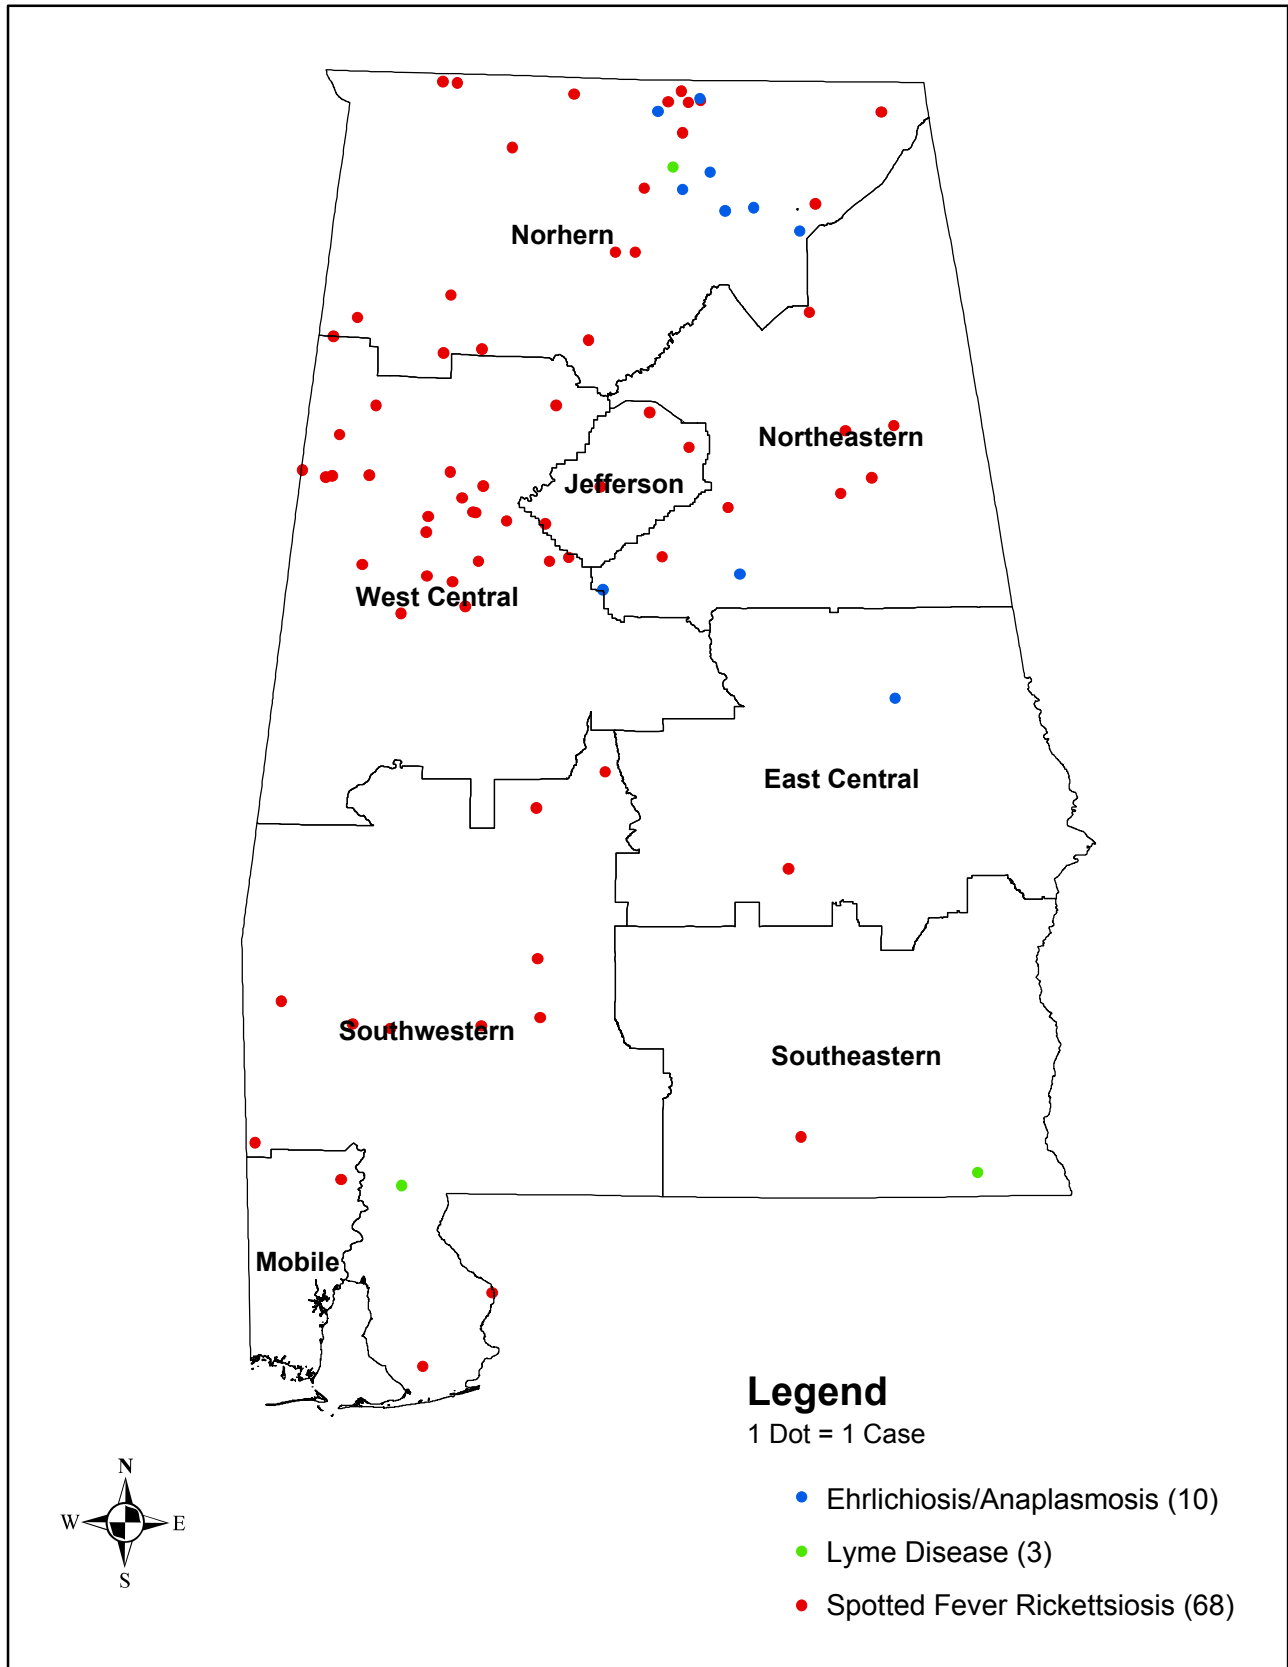 Norhern
Northeastern
Jefferson
West Central
East Central
Southwestern
Southeastern
Mobile
Legend
1 Dot = 1 Case
Ehrlichiosis/Anaplasmosis (10)
Lyme Disease (3)
Spotted Fever Rickettsiosis (68)
N
W E
S